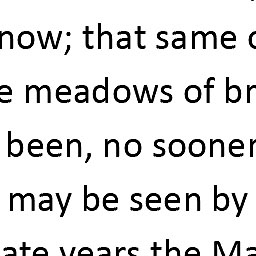 now; that same
e meadows of br
been, no sooner
may be seen by
ate years the Ma